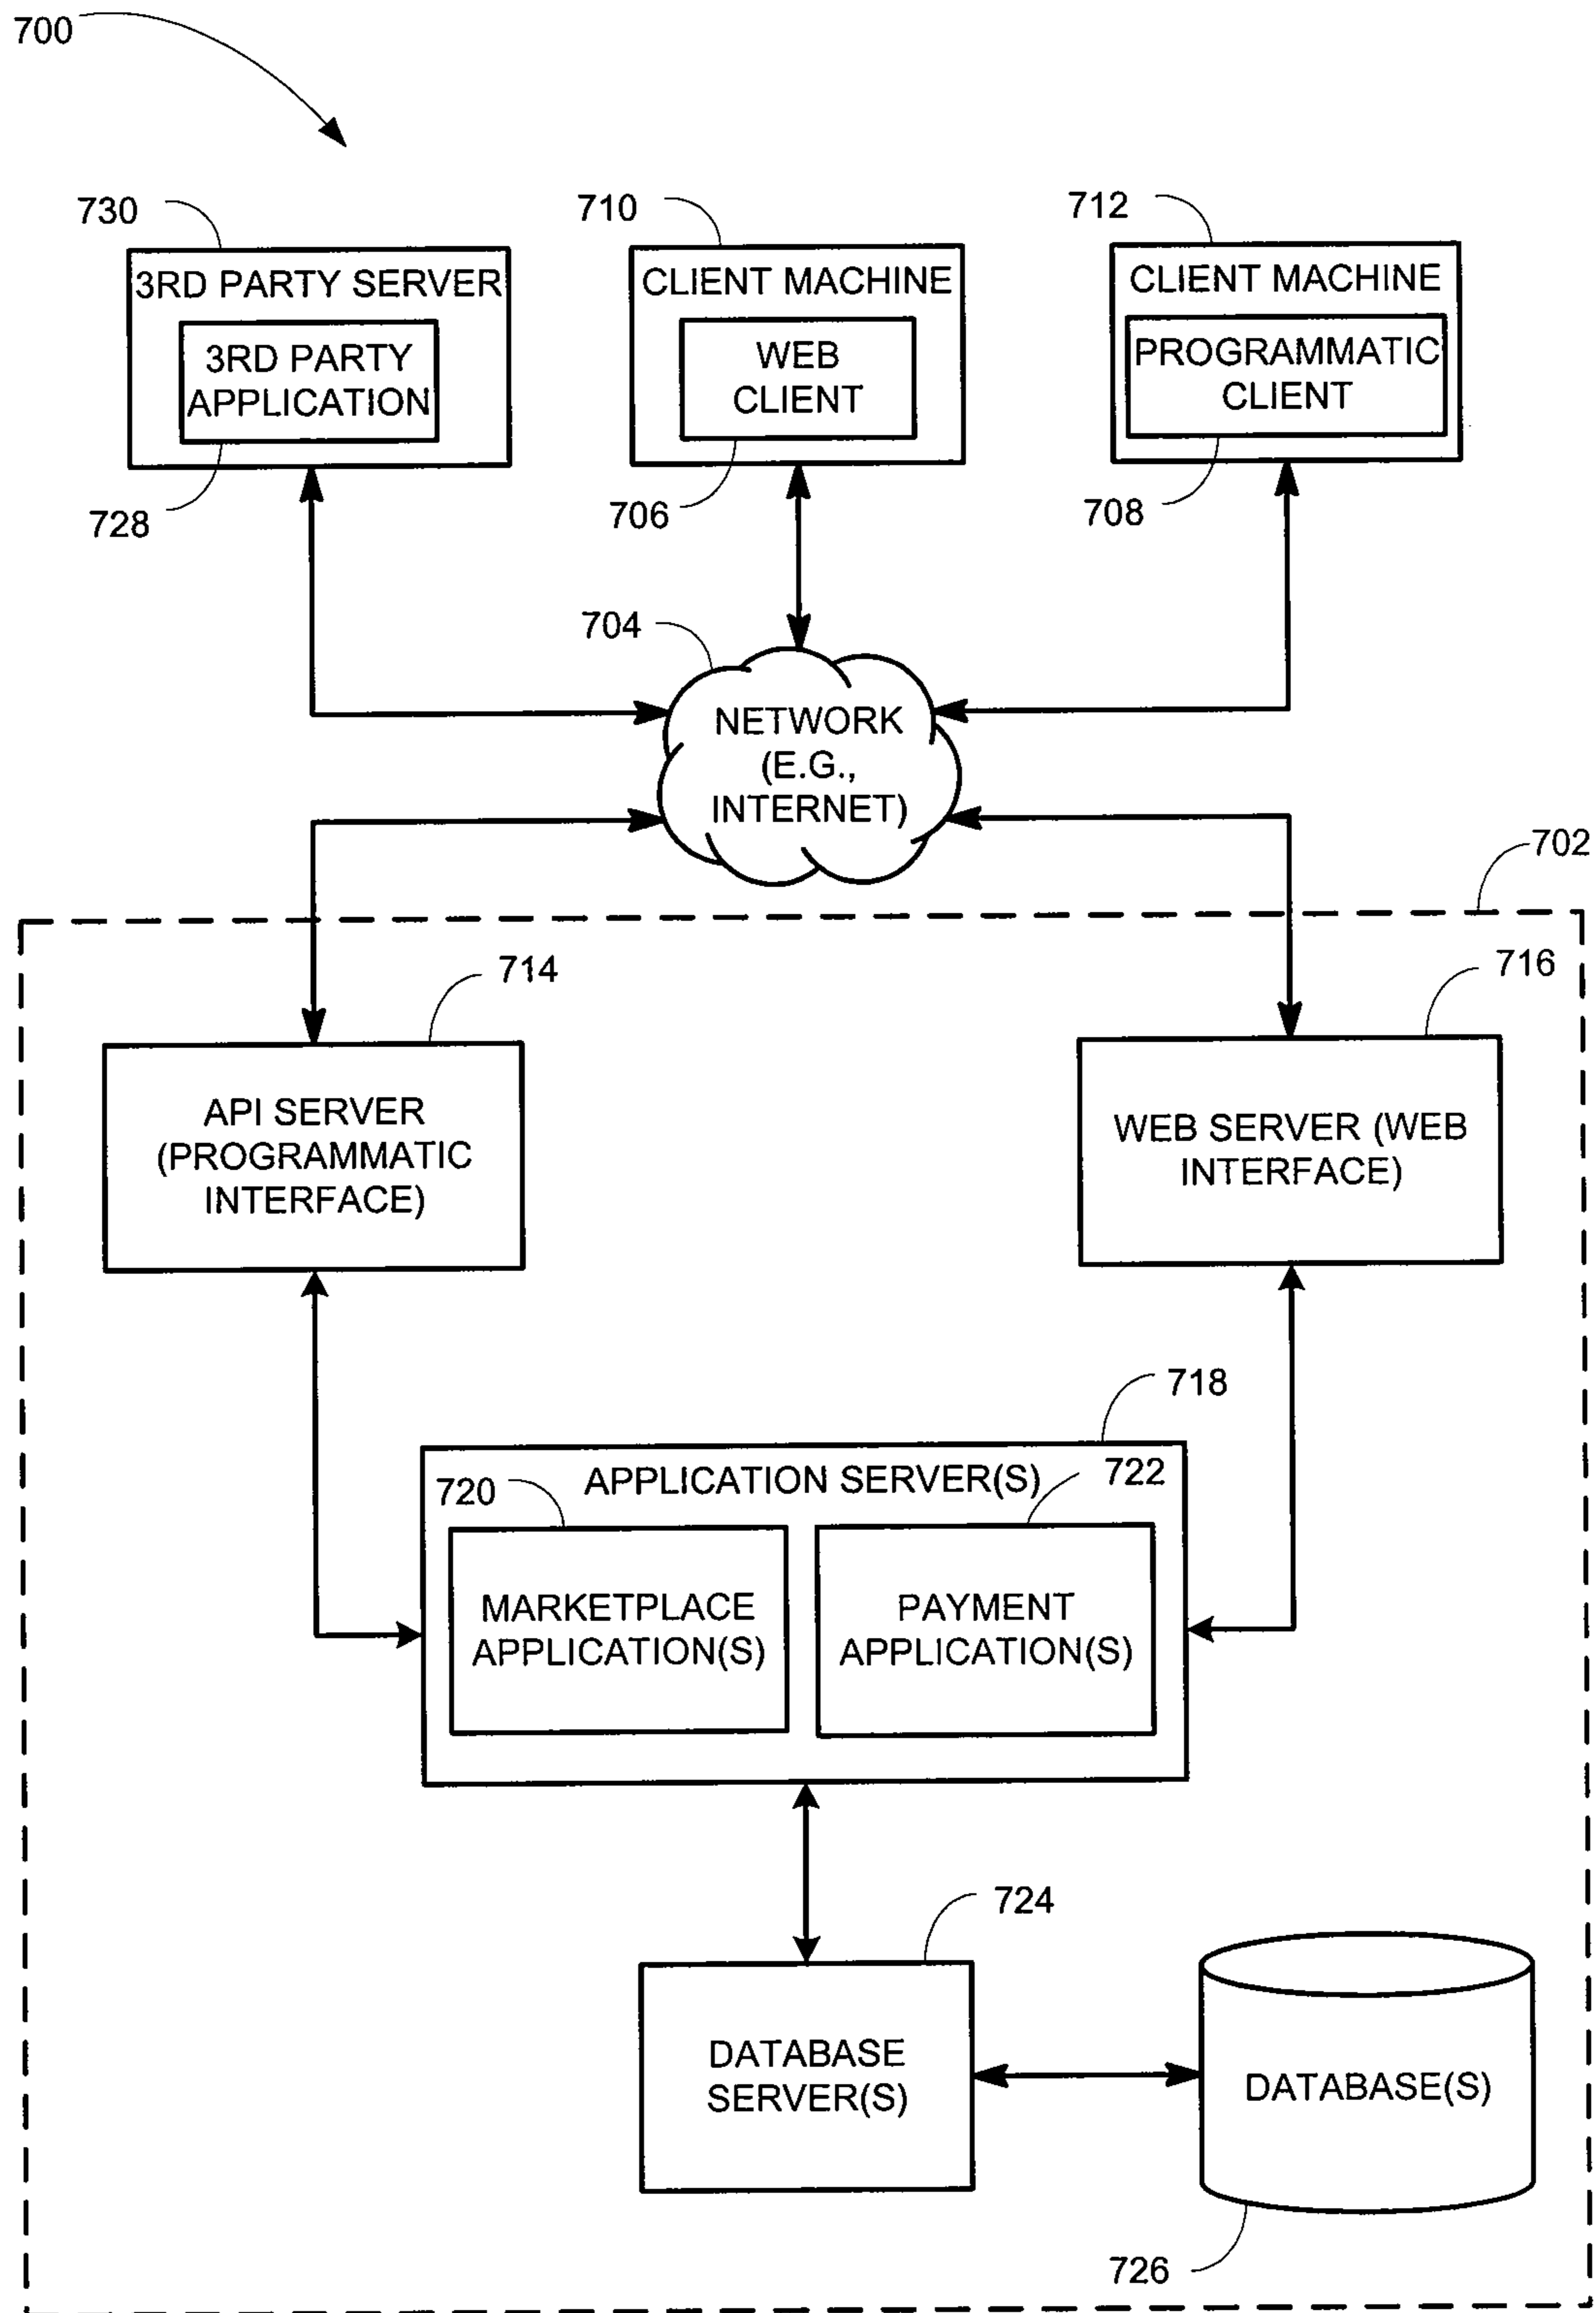 700
730
710
712
3RD PARTY SERVER
3RD PARTY
APPLICATION
CLIENT MACHINE
WEB
CLIENT
CLIENT MACHINE
PROGRAMMATIC
CLIENT
728
706
708
704
NETWORK
(E.G.,
INTERNET)
702
714
716
API SERVER
(PROGRAMMATIC
INTERFACE)
WEB SERVER (WEB
INTERFACE)
718
APPLICATION SERVER(S)
720
722
MARKETPLACE
APPLICATION(S)
PAYMENT
APPLICATION(S)
724
DATABASE
SERVER(S)
DATABASE(S)
726